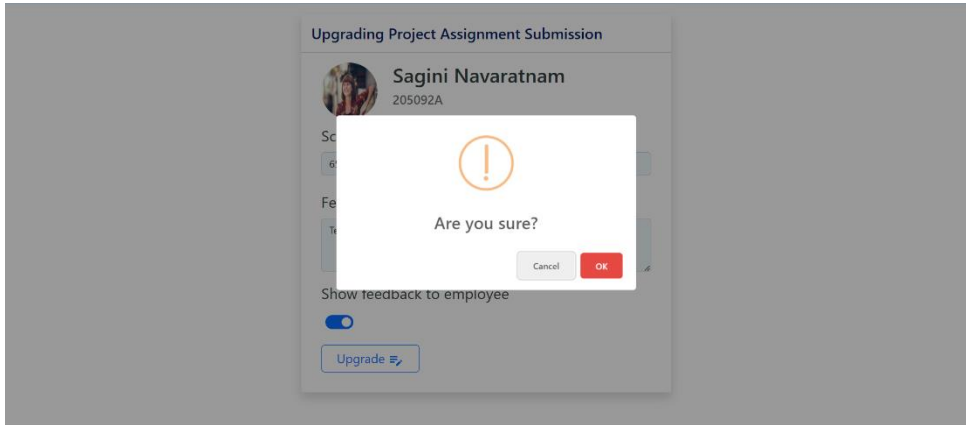 Upgrading Project Assignment Submission
Sagini Navaratnam
205092A
Are you sure?
Cancel OK
Show feedback to employee
Upgrade